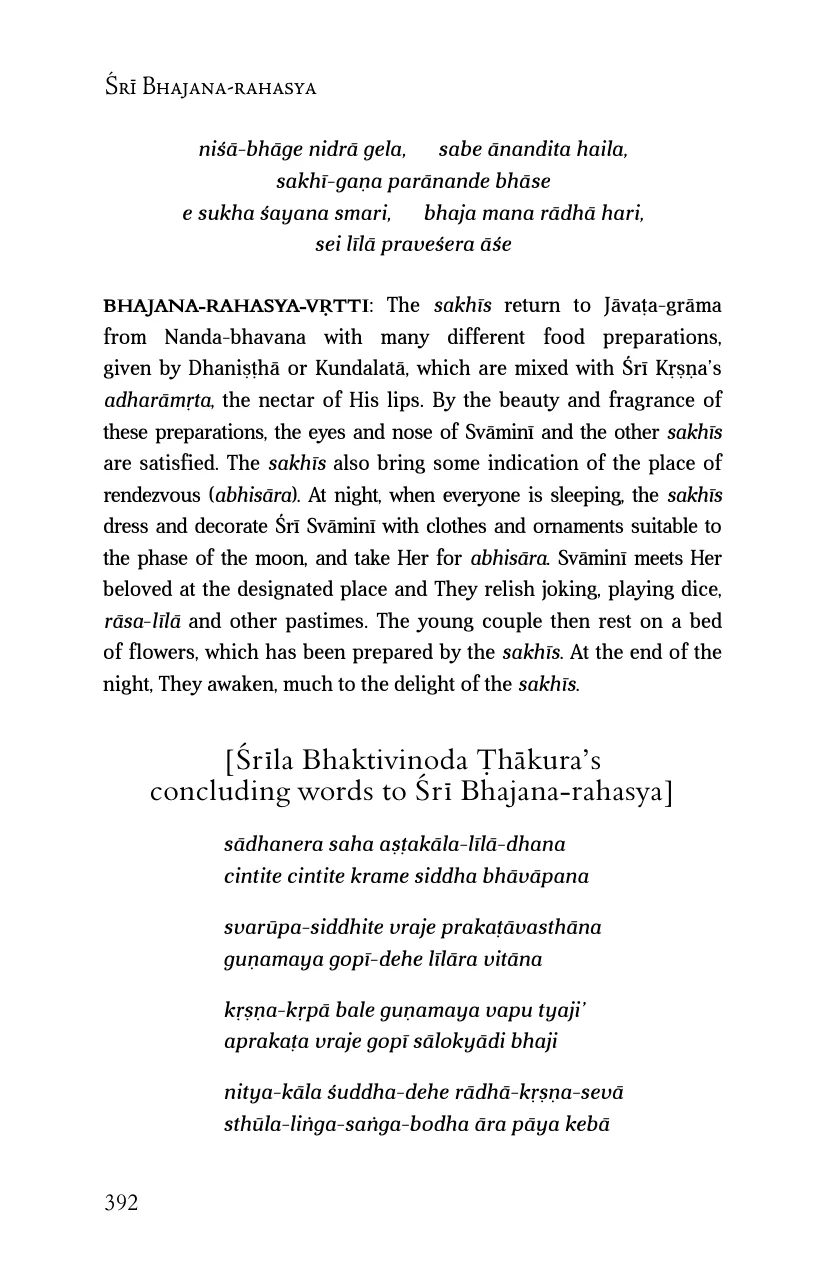 Śrī Bhajana-rahasya
niśā-bhāge nidrā gela, sabe ānandita haila,
sakhī-gaṇa parānande bhāse
e sukha śayana smari, bhaja mana rādhā hari,
sei līlā praveśera āśe
BHAJANA-RAHASYA-VṚTTI: The sakhīs return to Jāvaṭa-grāma
from Nanda-bhavana with many different food preparations,
given by Dhaniṣṭhā or Kundalatā, which are mixed with Śrī Kṛṣṇa’s
adharāmṛta, the nectar of His lips. By the beauty and fragrance of
these preparations, the eyes and nose of Svāminī and the other sakhīs
are satisfied. The sakhīs also bring some indication of the place of
rendezvous (abhisāra). At night, when everyone is sleeping, the sakhīs
dress and decorate Śrī Svāminī with clothes and ornaments suitable to
the phase of the moon, and take Her for abhisāra. Svāminī meets Her
beloved at the designated place and They relish joking, playing dice,
rāsa-līlā and other pastimes. The young couple then rest on a bed
of flowers, which has been prepared by the sakhīs. At the end of the
night, They awaken, much to the delight of the sakhīs.
[Śrīla Bhaktivinoda Ṭhākura’s
concluding words to Śrī Bhajana-rahasya]
sādhanera saha aṣṭakāla-līlā-dhana
cintite cintite krame siddha bhāvāpana
svarūpa-siddhite vraje prakaṭāvasthāna
guṇamaya gopī-dehe līlāra vitāna
kṛṣṇa-kṛpā bale guṇamaya vapu tyaji’
aprakaṭa vraje gopī sālokyādi bhaji
nitya-kāla śuddha-dehe rādhā-kṛṣṇa-sevā
sthūla-liṅga-saṅga-bodha āra pāya kebā
392